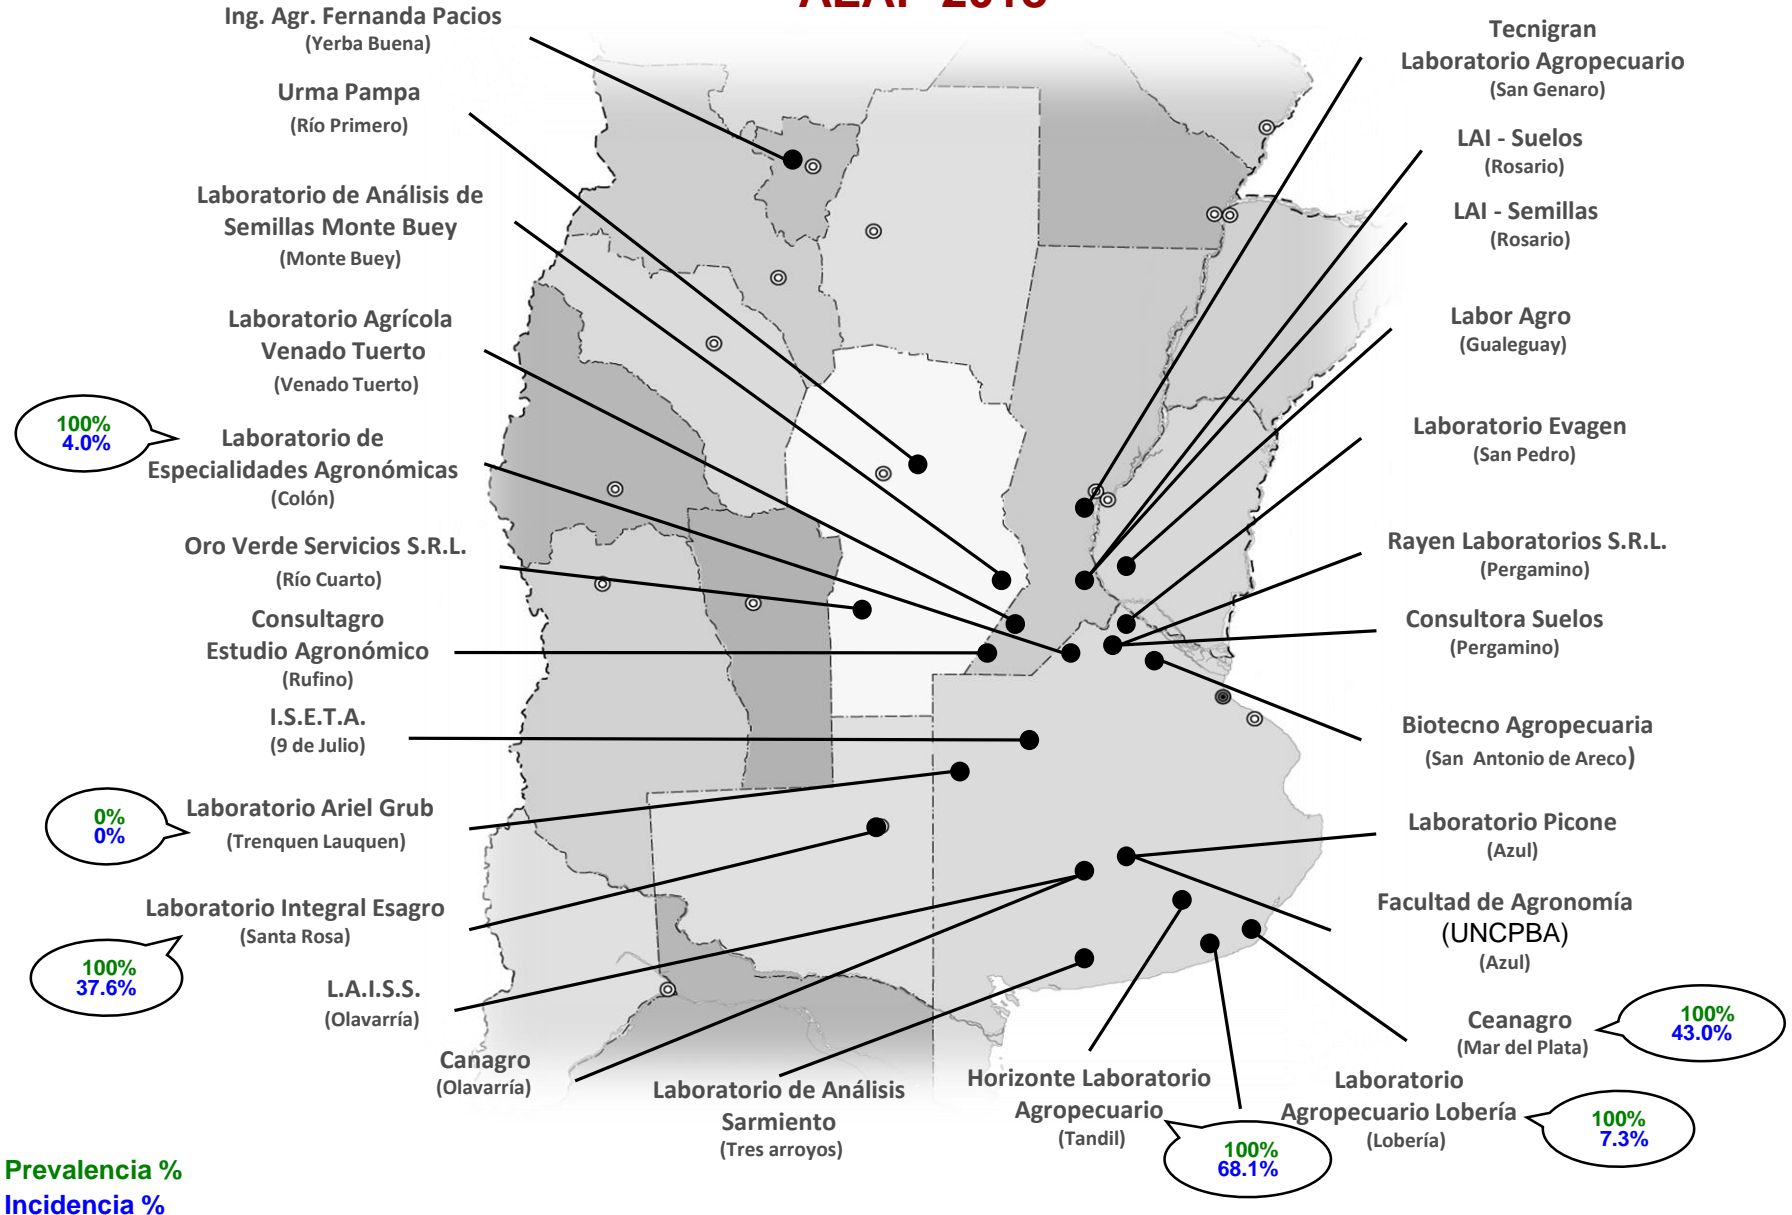 Ing. Agr. Fernanda Pacios
(Yerba Buena)
Urma Pampa
(Río Primero)
Laboratorio de Análisis de
Semillas Monte Buey
(Monte Buey)
Laboratorio Agrícola
Venado Tuerto
(Venado Tuerto)
100%
4.0%
Laboratorio de
Especialidades Agronómicas
(Colón)
Oro Verde Servicios S.R.L.
(Río Cuarto)
Consultagro
Estudio Agronómico
(Rufino)
I.S.E.T.A.
(9 de Julio)
0%
0%
Laboratorio Ariel Grub
(Trenquen Lauquen)
Laboratorio Integral Esagro
(Santa Rosa)
100%
37.6%
L.A.I.S.S.
(Olavarría)
Canagro
(Olavarría)
Laboratorio de Análisis
Sarmiento
(Tres arroyos)
Horizonte Laboratorio
Agropecuario
(Tandil)
100%
68.1%
Laboratorio
Agropecuario Lobería
(Lobería)
100%
7.3%
Ceanagro
(Mar del Plata)
100%
43.0%
Tecnigran
Laboratorio Agropecuario
(San Genaro)
LAI - Suelos
(Rosario)
LAI - Semillas
(Rosario)
Labor Agro
(Gualeguay)
Laboratorio Evagen
(San Pedro)
Rayen Laboratorios S.R.L.
(Pergamino)
Consultora Suelos
(Pergamino)
Biotecno Agropecuaria
(San Antonio de Areco)
Laboratorio Picone
(Azul)
Facultad de Agronomía
(UNCPBA)
(Azul)
Prevalencia %
Incidencia %